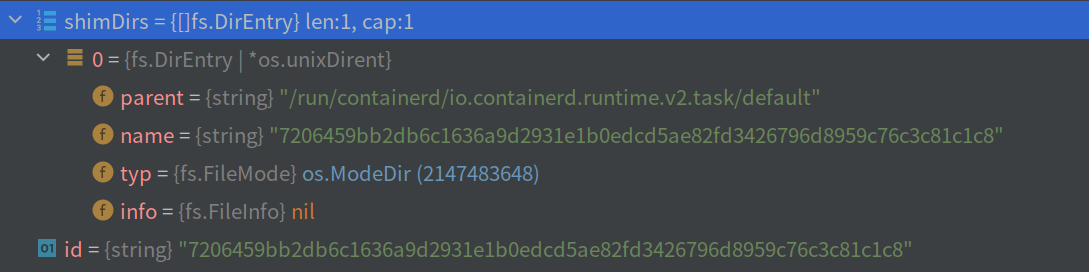 shimDirs = {[]fs.DirEntry} len:1, cap:1
0 = {fs.DirEntry | *os.unixDirent}
parent = {string} "/run/containerd/io.containerd.runtime.v2.task/default"
name = {string} "7206459bb2db6c1636a9d2931e1b0edcd5ae82fd3426796d8959c76c3c81c1c8"
typ = {fs.FileMode} os.ModeDir (2147483648)
info = {fs.FileInfo} nil
id = {string} "7206459bb2db6c1636a9d2931e1b0edcd5ae82fd3426796d8959c76c3c81c1c8"